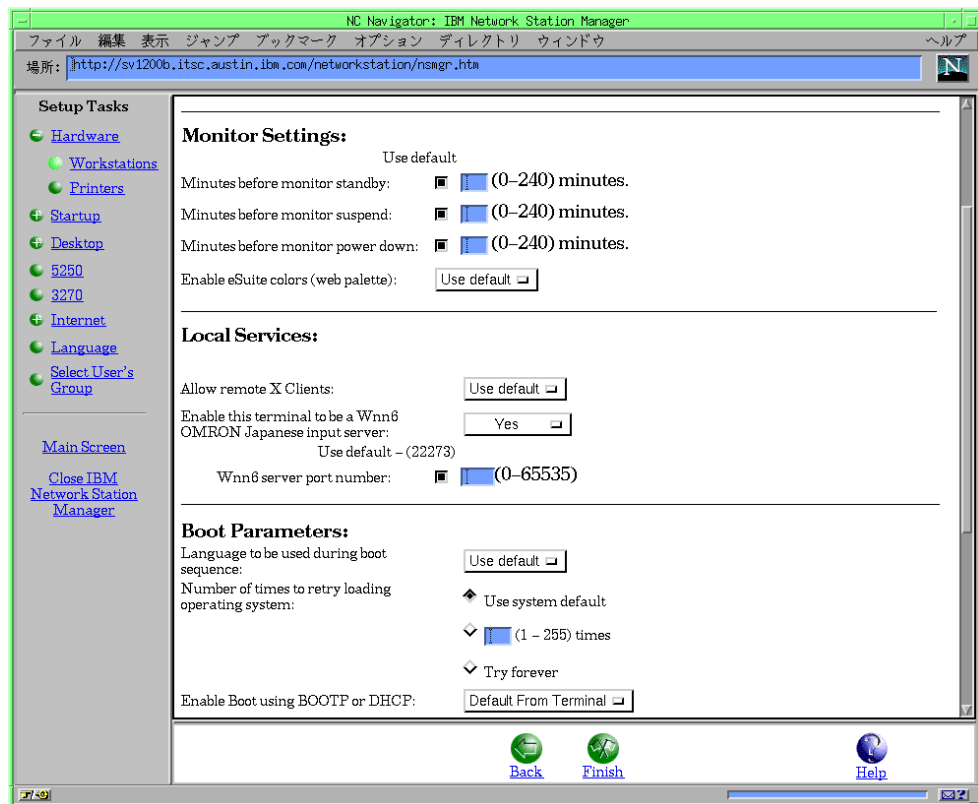 NC Navigator: IBM Network Station Manager
ファイル 編集 表示 ジャンプ ブックマーク オプション ディレクトリ ウィンドウ ヘルプ
場所: http://sv1200b.itsc.austin.ibm.com/networkstation/nsmgr.htm
N
Setup Tasks
Hardware
Workstations
Printers
Startup
Desktop
5250
3270
Internet
Language
Select User's
Group
Main Screen
Close IBM
Network Station
Manager
Monitor Settings:
Use default
Minutes before monitor standby: (0–240) minutes.
Minutes before monitor suspend: (0–240) minutes.
Minutes before monitor power down: (0–240) minutes.
Enable eSuite colors (web palette): Use default
Local Services:
Allow remote X Clients: Use default
Enable this terminal to be a Wnn6
OMRON Japanese input server: Yes
Use default – (22273)
Wnn6 server port number: (0–65535)
Boot Parameters:
Language to be used during boot
sequence: Use default
Number of times to retry loading
operating system: Use system default
(1 – 255) times
Try forever
Enable Boot using BOOTP or DHCP: Default From Terminal
Back Finish Help